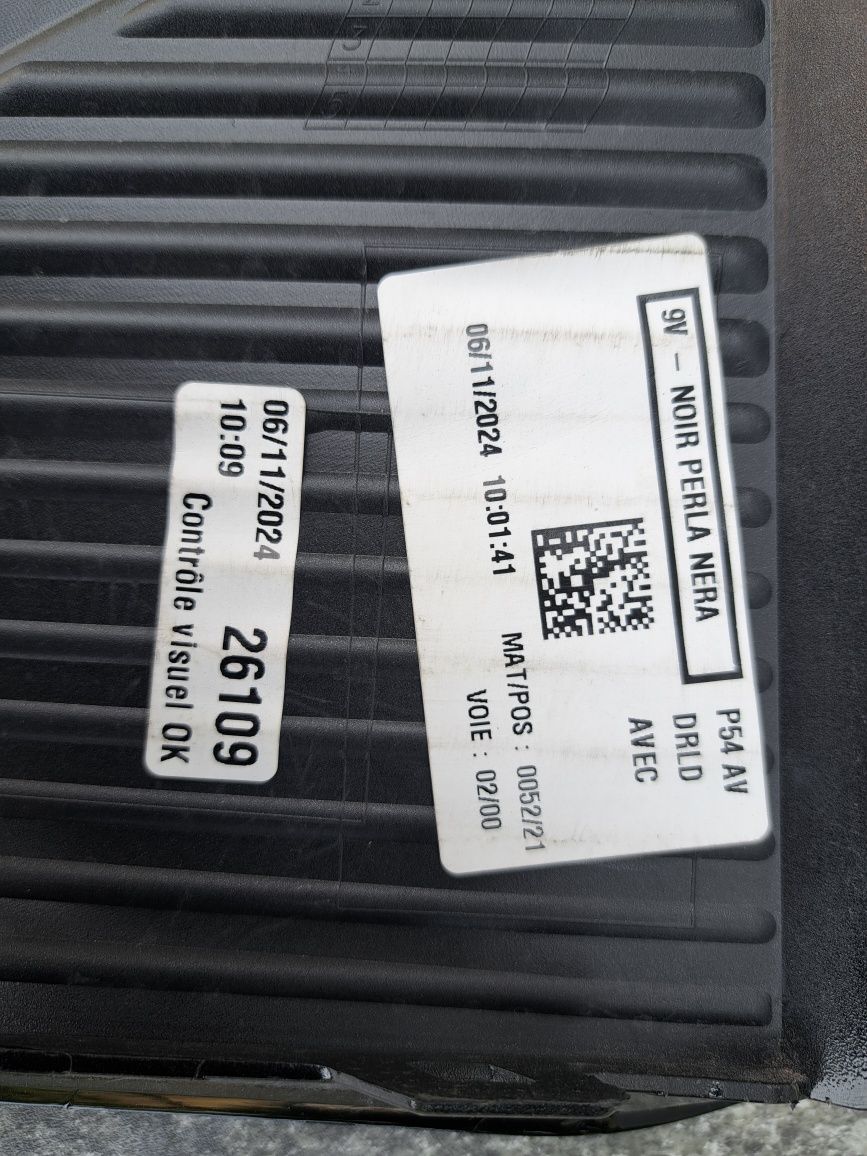 P54 AV
9V - NOIR PERLA NERA
DRLD
AVEC
06/11/2024 10:01:41
MAT/POS : 0052/21
VOIE : 02/00
06/11/2024
10:09
26109
Contrôle visuel OK